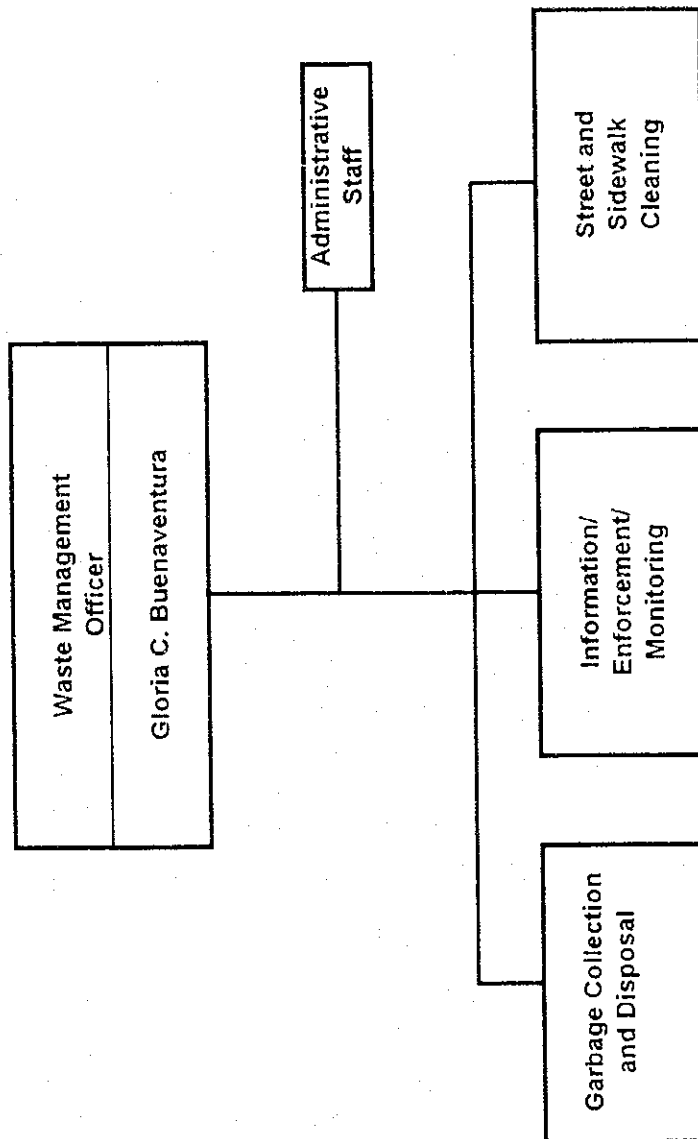 Waste Management
Officer
Gloria C. Buenaventura
Administrative
Staff
Garbage Collection
and Disposal
Information/
Enforcement/
Monitoring
Street and
Sidewalk
Cleaning